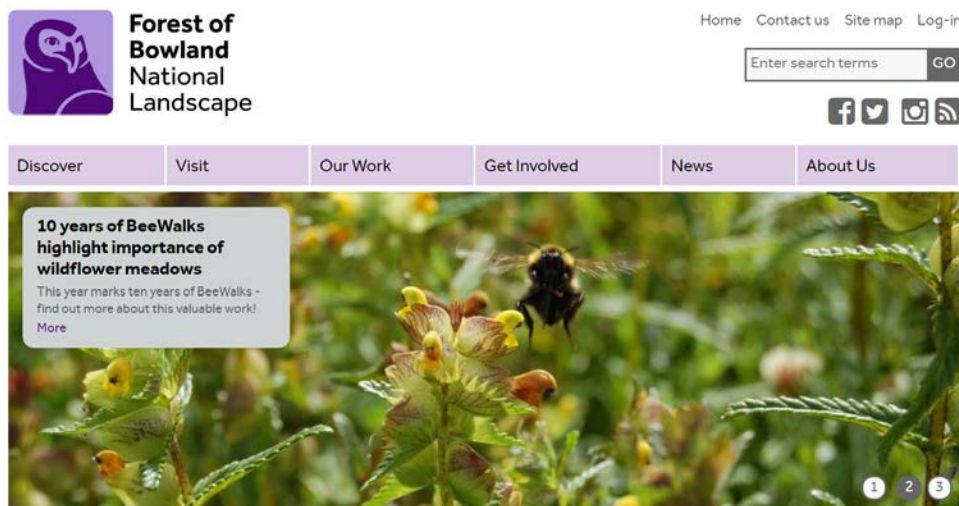 Forest of
Bowland
National
Landscape
Home Contact us Site map Log-in
Enter search terms GO
Discover Visit Our Work Get Involved News About Us
10 years of BeeWalks
highlight importance of
wildflower meadows
This year marks ten years of BeeWalks -
find out more about this valuable work!
More
1 2 3